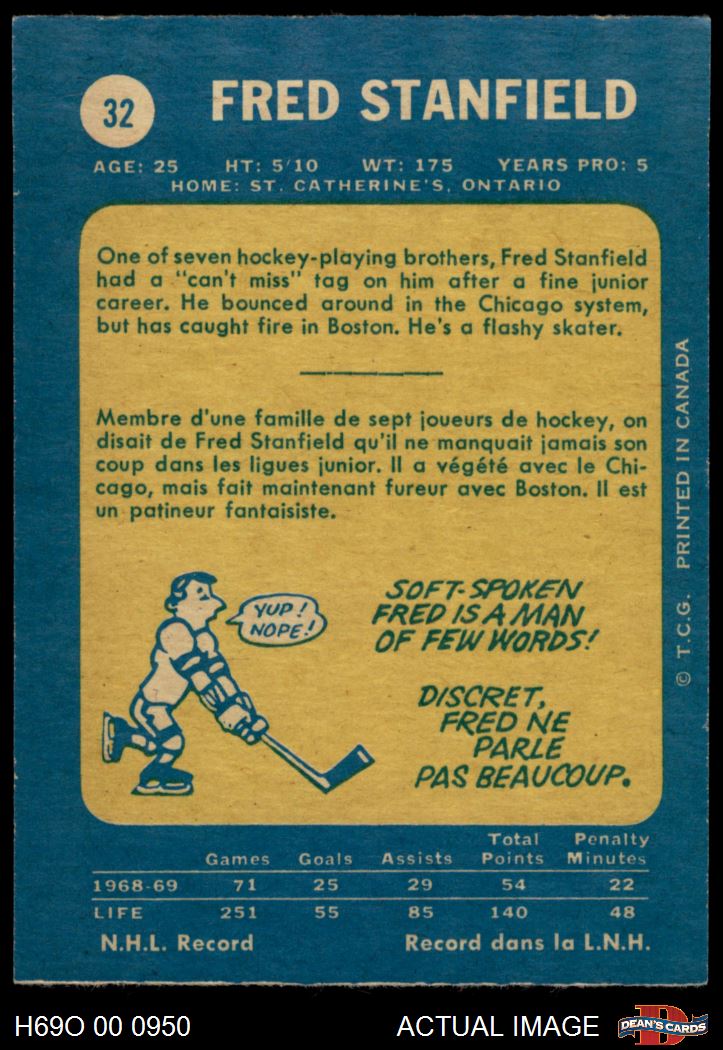 32
FRED STANFIELD
AGE: 25 HT: 5'10 WT: 175 YEARS PRO: 5
HOME: ST. CATHERINE'S, ONTARIO
One of seven hockey-playing brothers, Fred Stanfield
had a "can't miss" tag on him after a fine junior
career. He bounced around in the Chicago system,
but has caught fire in Boston. He's a flashy skater.
Membre d'une famille de sept joueurs de hockey, on
disait de Fred Stanfield qu'il ne manquait jamais son
coup dans les ligues junior. Il a végété avec le Chi-
cago, mais fait maintenant fureur avec Boston. Il est
un patineur fantaisiste.
YUP!
NOPE!
SOFT-SPOKEN
FRED IS A MAN
OF FEW WORDS!
DISCRET,
FRED NE
PARLE
PAS BEAUCOUP.
© T.C.G. PRINTED IN CANADA
Total Penalty
Games Goals Assists Points Minutes
1968-69 71 25 29 54 22
LIFE 251 55 85 140 48
N.H.L. Record Record dans la L.N.H.
H69O 00 0950 ACTUAL IMAGE
D
DEAN'S CARDS